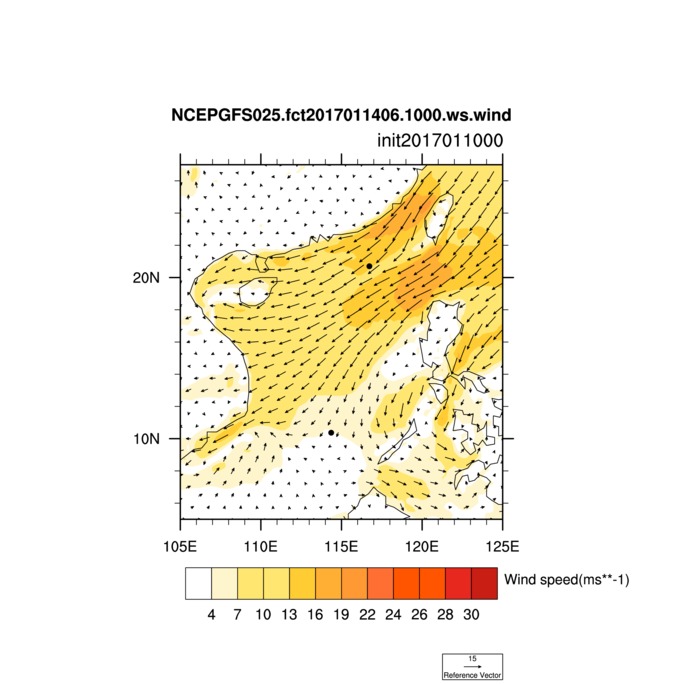 NCEPGFS025.fct2017011406.1000.ws.wind
init2017011000
20N
10N
105E 110E 115E 120E 125E
Wind speed(ms**-1)
4 7 10 13 16 19 22 24 26 28 30
15
Reference Vector